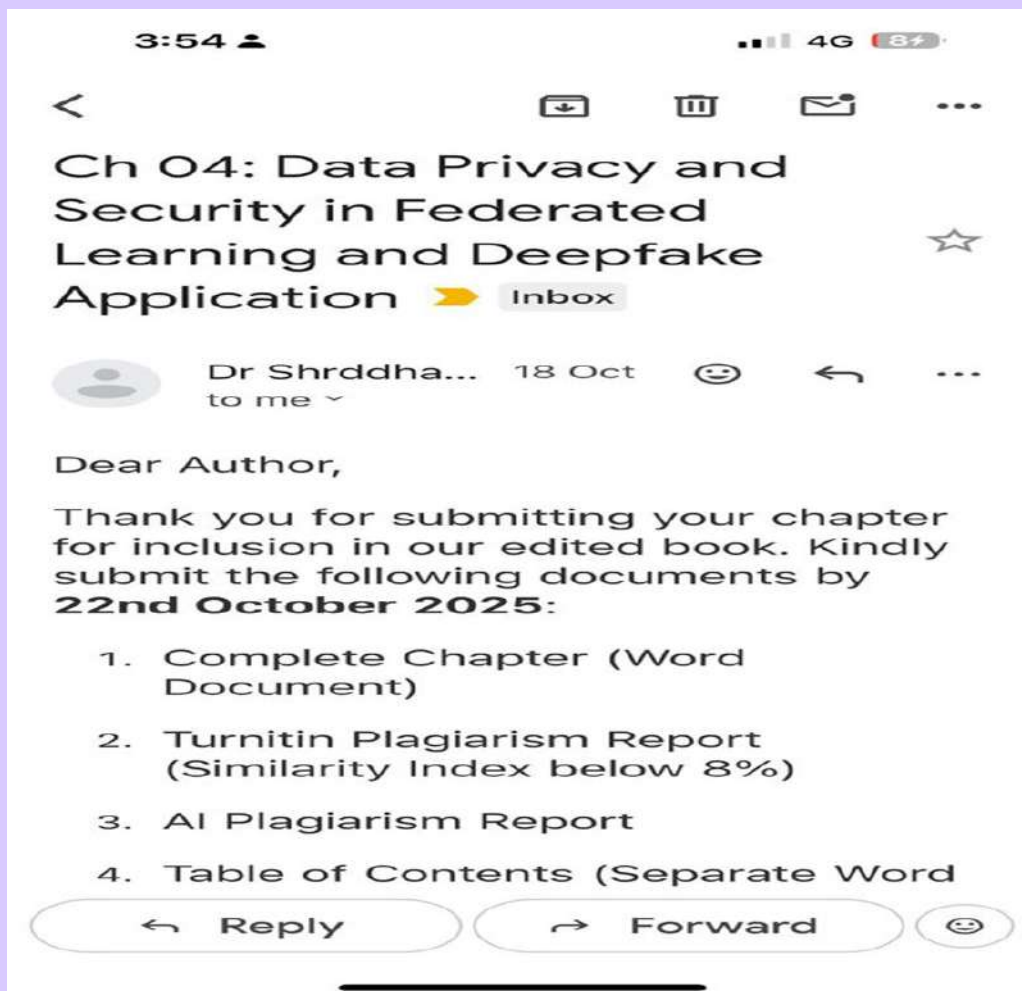 3:54 4G 8
Ch 04: Data Privacy and
Security in Federated
Learning and Deepfake
Application Inbox
Dr Shrddha... 18 Oct
to me
Dear Author,
Thank you for submitting your chapter
for inclusion in our edited book. Kindly
submit the following documents by
22nd October 2025:
1. Complete Chapter (Word
Document)
2. Turnitin Plagiarism Report
(Similarity Index below 8%)
3. AI Plagiarism Report
4. Table of Contents (Separate Word
Reply Forward